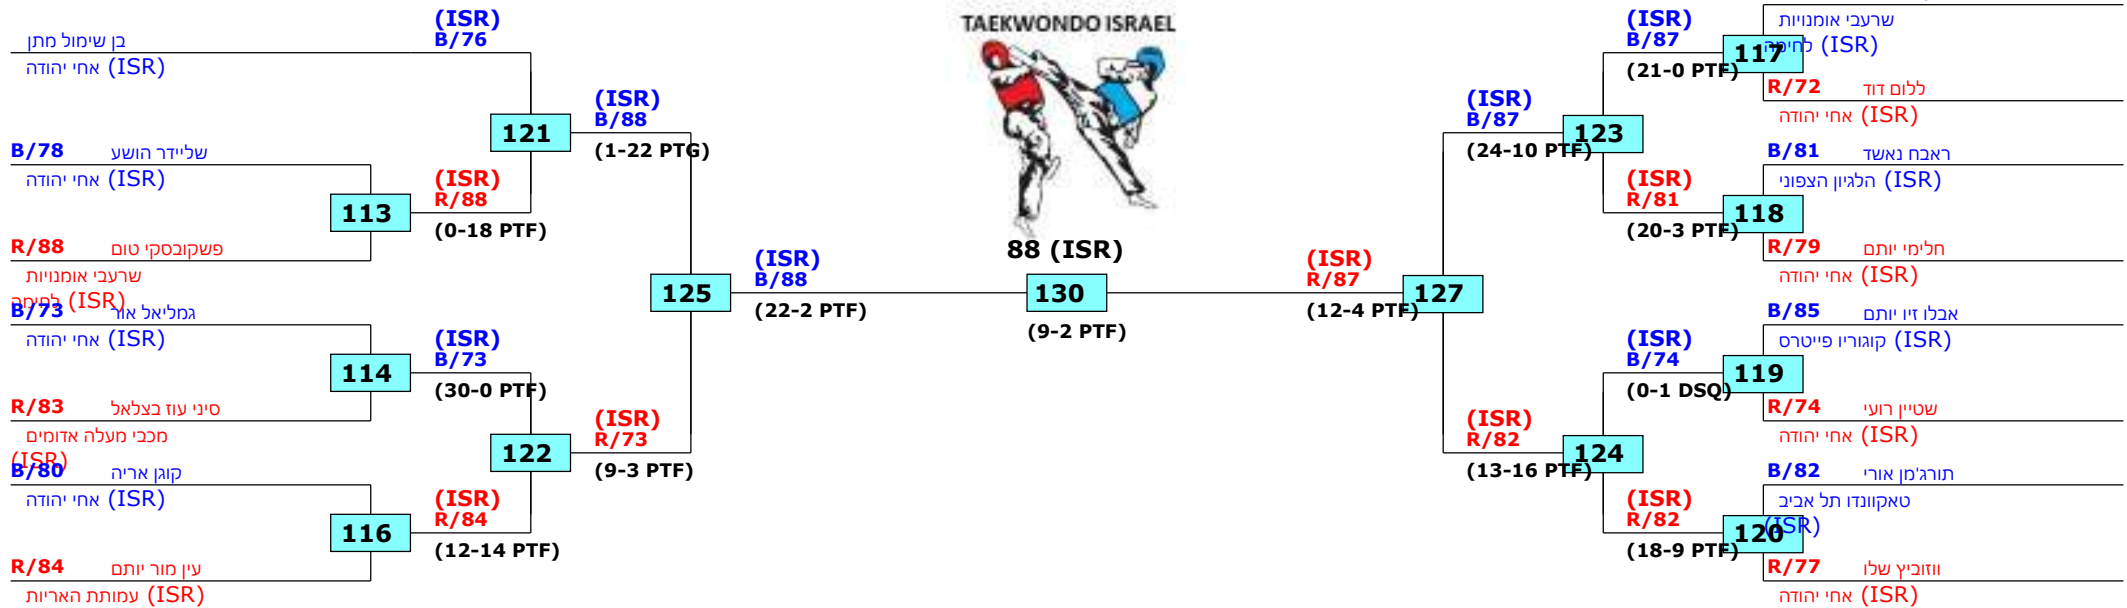 TAEKWONDO ISRAEL
(ISR)
B/76
בן שימול מתן
אחי יהודה (ISR)
121
(ISR)
B/88
(1-22 PTG)
B/78 שליידר הושע
אחי יהודה (ISR)
113
(ISR)
R/88
(0-18 PTF)
R/88 פשקובסקי טום
שרעבי אומנויות
לחימה (ISR)
125
(ISR)
B/88
(22-2 PTF)
B/73 גמליאל אור
אחי יהודה (ISR)
114
(ISR)
B/73
(30-0 PTF)
R/83 סיני עוז בצלאל
מכבי מעלה אדומים
(ISR)
122
(ISR)
R/73
(9-3 PTF)
B/80 קוגן אריה
אחי יהודה (ISR)
116
(ISR)
R/84
(12-14 PTF)
R/84 עין מור יותם
עמותת האריות (ISR)
88 (ISR)
130
(9-2 PTF)
(ISR)
R/87
(12-4 PTF)
127
(ISR)
B/87
(24-10 PTF)
123
(ISR)
B/87
(21-0 PTF)
117
שרעבי אומנויות
לחימה (ISR)
R/72 ללום דוד
אחי יהודה (ISR)
B/81 ראבח נאשד
הלגיון הצפוני (ISR)
(ISR)
R/81
(20-3 PTF)
118
R/79 חלימי יותם
אחי יהודה (ISR)
B/85 אבלו זיו יותם
קוגוריו פייטרס (ISR)
(ISR)
B/74
(0-1 DSQ)
119
R/74 שטיין רועי
אחי יהודה (ISR)
(ISR)
R/82
(13-16 PTF)
124
B/82 תורג'מן אורי
טאקוונדו תל אביב
(ISR)
(ISR)
R/82
(18-9 PTF)
120
R/77 ווזוביץ שלו
אחי יהודה (ISR)